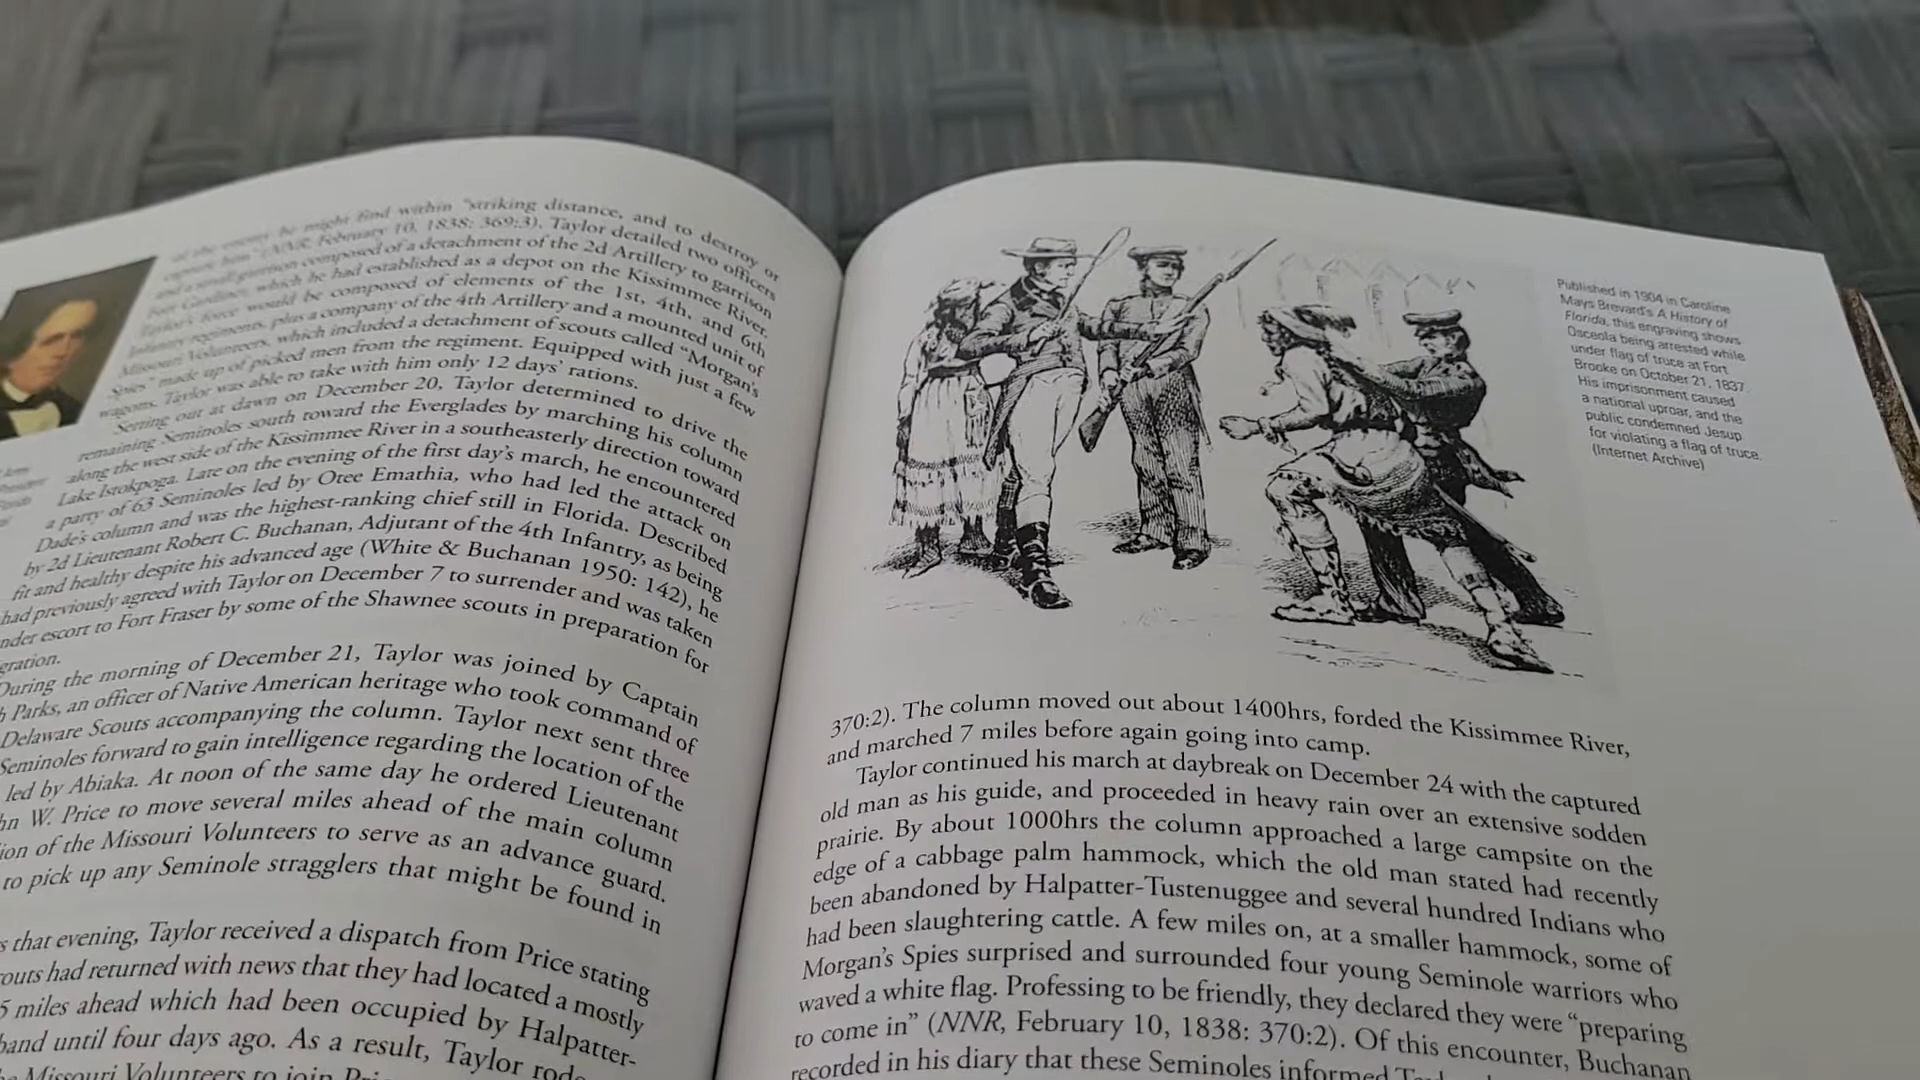 of the enemy he might find within "striking distance, and to destroy or
capture him" (NNR, February 10, 1838: 369:3). Taylor detailed two officers
and a small garrison composed of a detachment of the 2d Artillery to garrison
Fort Gardiner, which he had established as a depot on the Kissimmee River.
Taylor's force would be composed of elements of the 1st, 4th, and 6th
Infantry regiments, plus a company of the 4th Artillery and a mounted unit of
Missouri Volunteers, which included a detachment of scouts called "Morgan's
Spies" made up of picked men from the regiment. Equipped with just a few
wagons, Taylor was able to take with him only 12 days' rations.
Setting out at dawn on December 20, Taylor determined to drive the
remaining Seminoles south toward the Everglades by marching his column
along the west side of the Kissimmee River in a southeasterly direction toward
Lake Istokpoga. Late on the evening of the first day's march, he encountered
a party of 63 Seminoles led by Otee Emathia, who had led the attack on
Dade's column and was the highest-ranking chief still in Florida. Described
by 2d Lieutenant Robert C. Buchanan, Adjutant of the 4th Infantry, as being
fit and healthy despite his advanced age (White & Buchanan 1950: 142), he
had previously agreed with Taylor on December 7 to surrender and was taken
nder escort to Fort Fraser by some of the Shawnee scouts in preparation for
gration.
During the morning of December 21, Taylor was joined by Captain
h Parks, an officer of Native American heritage who took command of
Delaware Scouts accompanying the column. Taylor next sent three
Seminoles forward to gain intelligence regarding the location of the
led by Abiaka. At noon of the same day he ordered Lieutenant
hn W. Price to move several miles ahead of the main column
ion of the Missouri Volunteers to serve as an advance guard.
to pick up any Seminole stragglers that might be found in
s that evening, Taylor received a dispatch from Price stating
outs had returned with news that they had located a mostly
5 miles ahead which had been occupied by Halpatter-
band until four days ago. As a result, Taylor rode
Missouri Volunteers to join
Published in 1904 in Caroline
Mays Brevard's A History of
Florida, this engraving shows
Osceola being arrested while
under flag of truce at Fort
Brooke on October 21, 1837.
His imprisonment caused
a national uproar, and the
public condemned Jesup
for violating a flag of truce.
(Internet Archive)
370:2). The column moved out about 1400hrs, forded the Kissimmee River,
and marched 7 miles before again going into camp.
Taylor continued his march at daybreak on December 24 with the captured
old man as his guide, and proceeded in heavy rain over an extensive sodden
prairie. By about 1000hrs the column approached a large campsite on the
edge of a cabbage palm hammock, which the old man stated had recently
been abandoned by Halpatter-Tustenuggee and several hundred Indians who
had been slaughtering cattle. A few miles on, at a smaller hammock, some of
Morgan's Spies surprised and surrounded four young Seminole warriors who
waved a white flag. Professing to be friendly, they declared they were "preparing
to come in" (NNR, February 10, 1838: 370:2). Of this encounter, Buchanan
recorded in his diary that these Seminoles informed